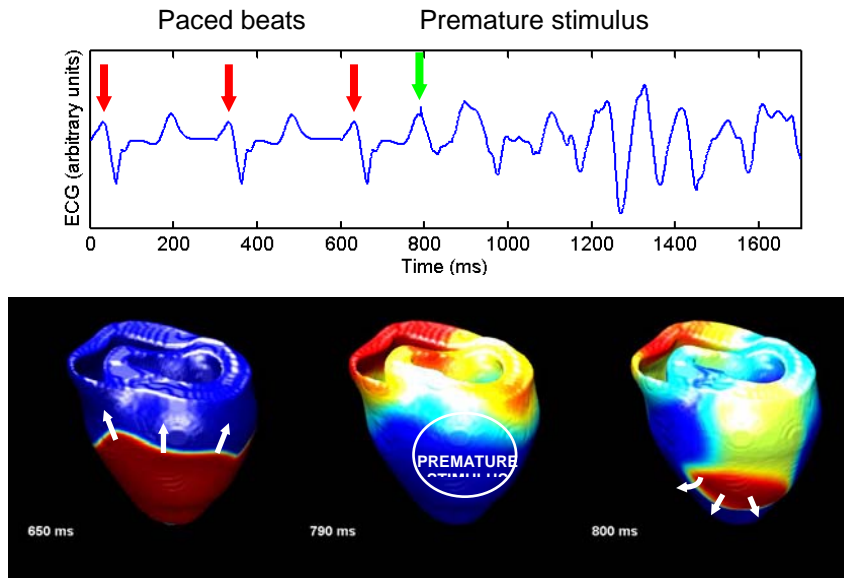 Paced beats Premature stimulus
ECG (arbitrary units)
0 200 400 600 800 1000 1200 1400 1600
Time (ms)
PREMATURE
STIMULUS
650 ms 790 ms 800 ms